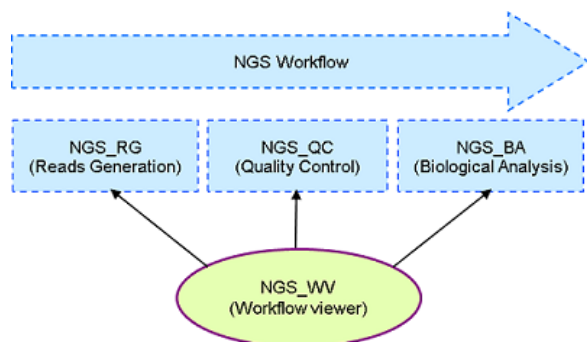 NGS Workflow
NGS_RG
(Reads Generation)
NGS_QC
(Quality Control)
NGS_BA
(Biological Analysis)
NGS_WV
(Workflow viewer)